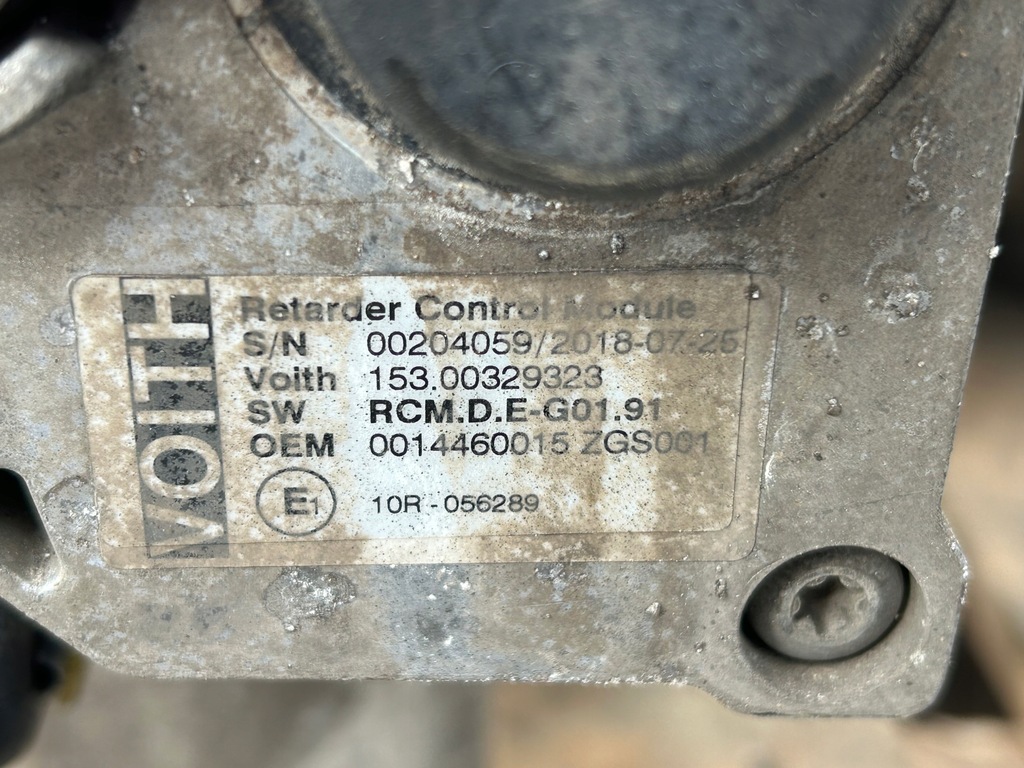 VOITH
Retarder Control Module
S/N 00204059/2018-07-26
Voith 153.00329323
SW RCM.D.E-G01.91
OEM 0014460015 ZGS001
E1 10R - 056289